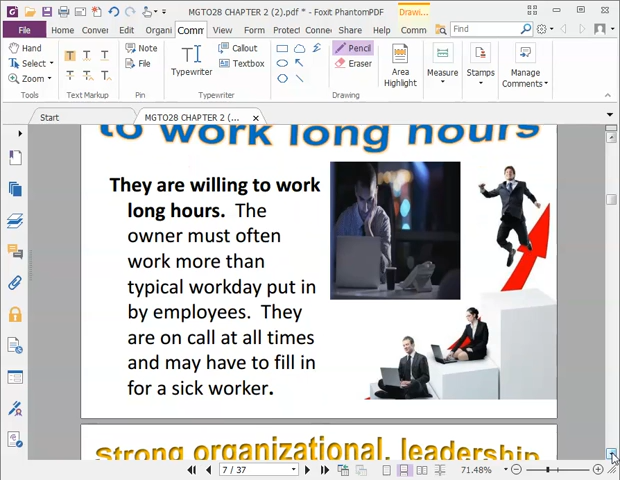 MGTO28 CHAPTER 2 (2).pdf * - Foxit PhantomPDF
Drawi...
File Hom Conver Edit Organi Comm View Form Protec Share Help Comm
Find
Hand
Select
Zoom
Tools
Text Markup
Note
File
Pin
Typewriter
Callout
Textbox
Typewriter
Pencil
Eraser
Drawing
Area Highlight
Measure
Stamps
Manage Comments
Start
MGTO28 CHAPTER 2 (2)....
to work long hours
They are willing to work
long hours. The
owner must often
work more than
typical workday put in
by employees. They
are on call at all times
and may have to fill in
for a sick worker.
Strong organizational, leadership
7 / 37
71.48%